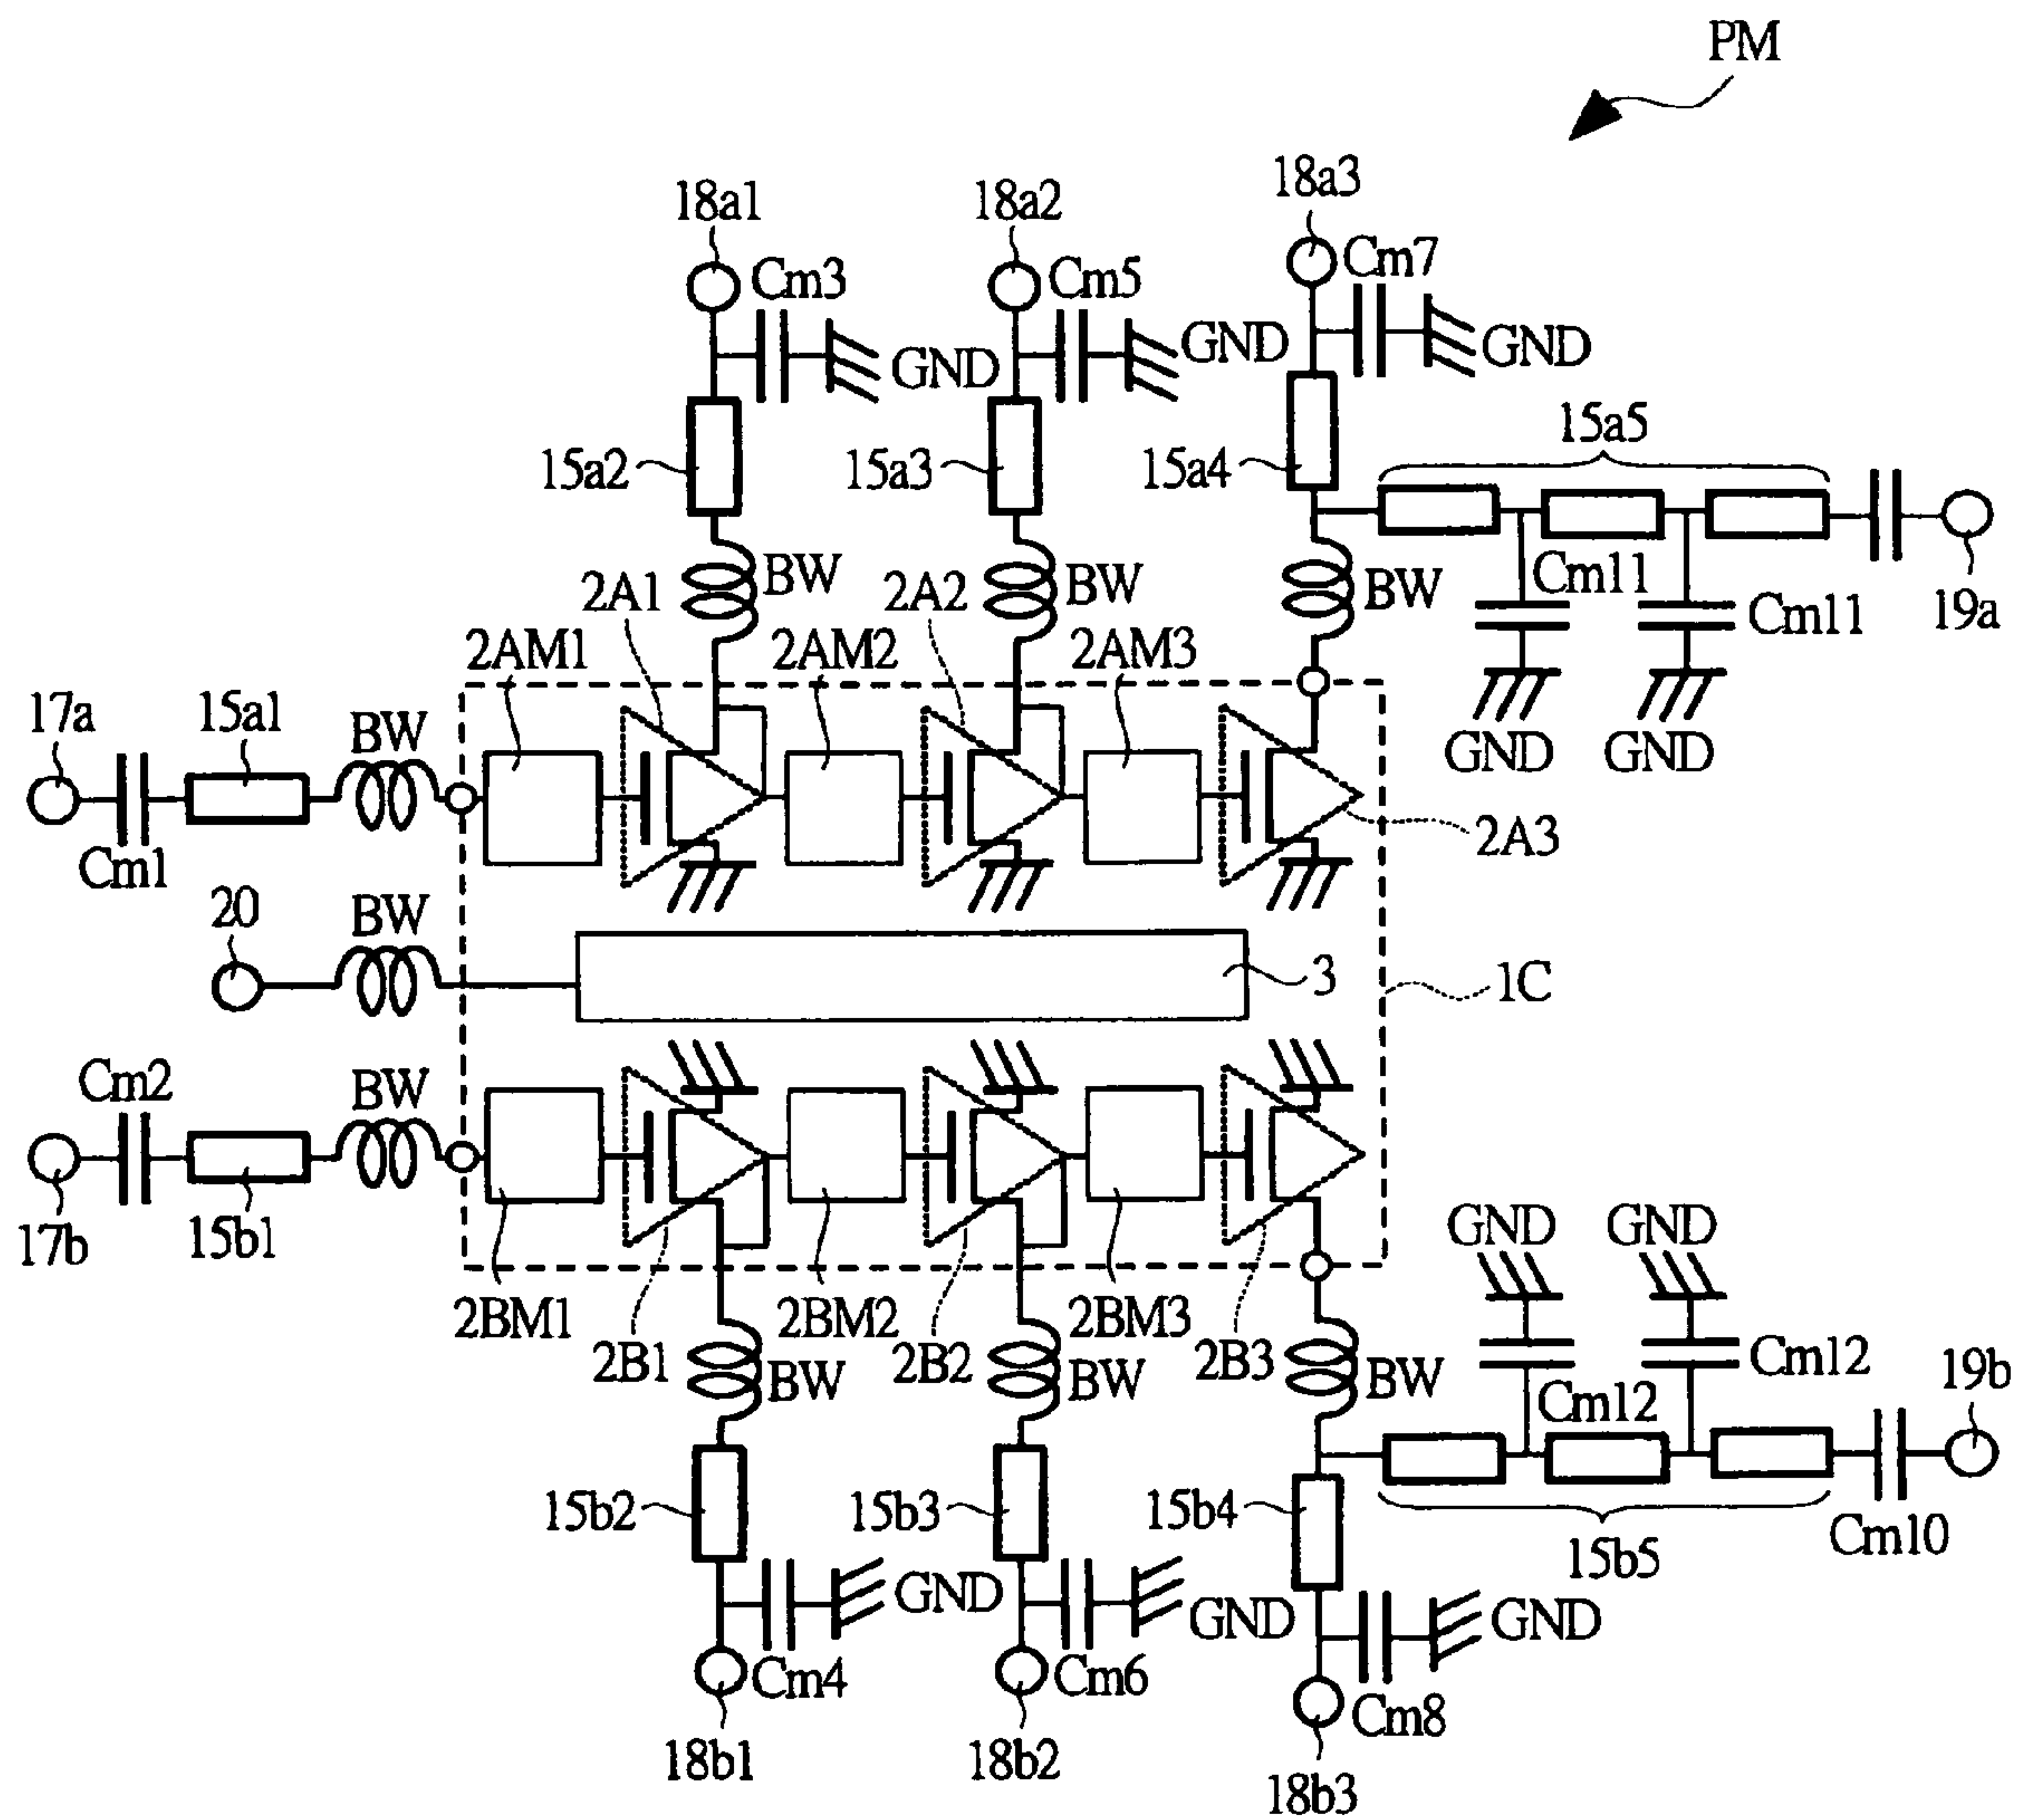 PM
18a1
18a2
18a3
Cm3
Cm5
Cm7
GND
GND
GND
15a2
15a3
15a4
15a5
BW
BW
BW
Cm11
Cm11
19a
2A1
2A2
2AM1
2AM2
2AM3
17a
15a1
BW
GND
GND
Cm1
2A3
20
BW
3
1C
Cm2
BW
17b
15b1
GND
GND
2BM1
2B1
2BM2
2B2
2BM3
2B3
BW
BW
BW
Cm12
Cm12
19b
15b2
15b3
15b4
15b5
Cm10
GND
GND
GND
Cm4
Cm6
Cm8
18b1
18b2
18b3